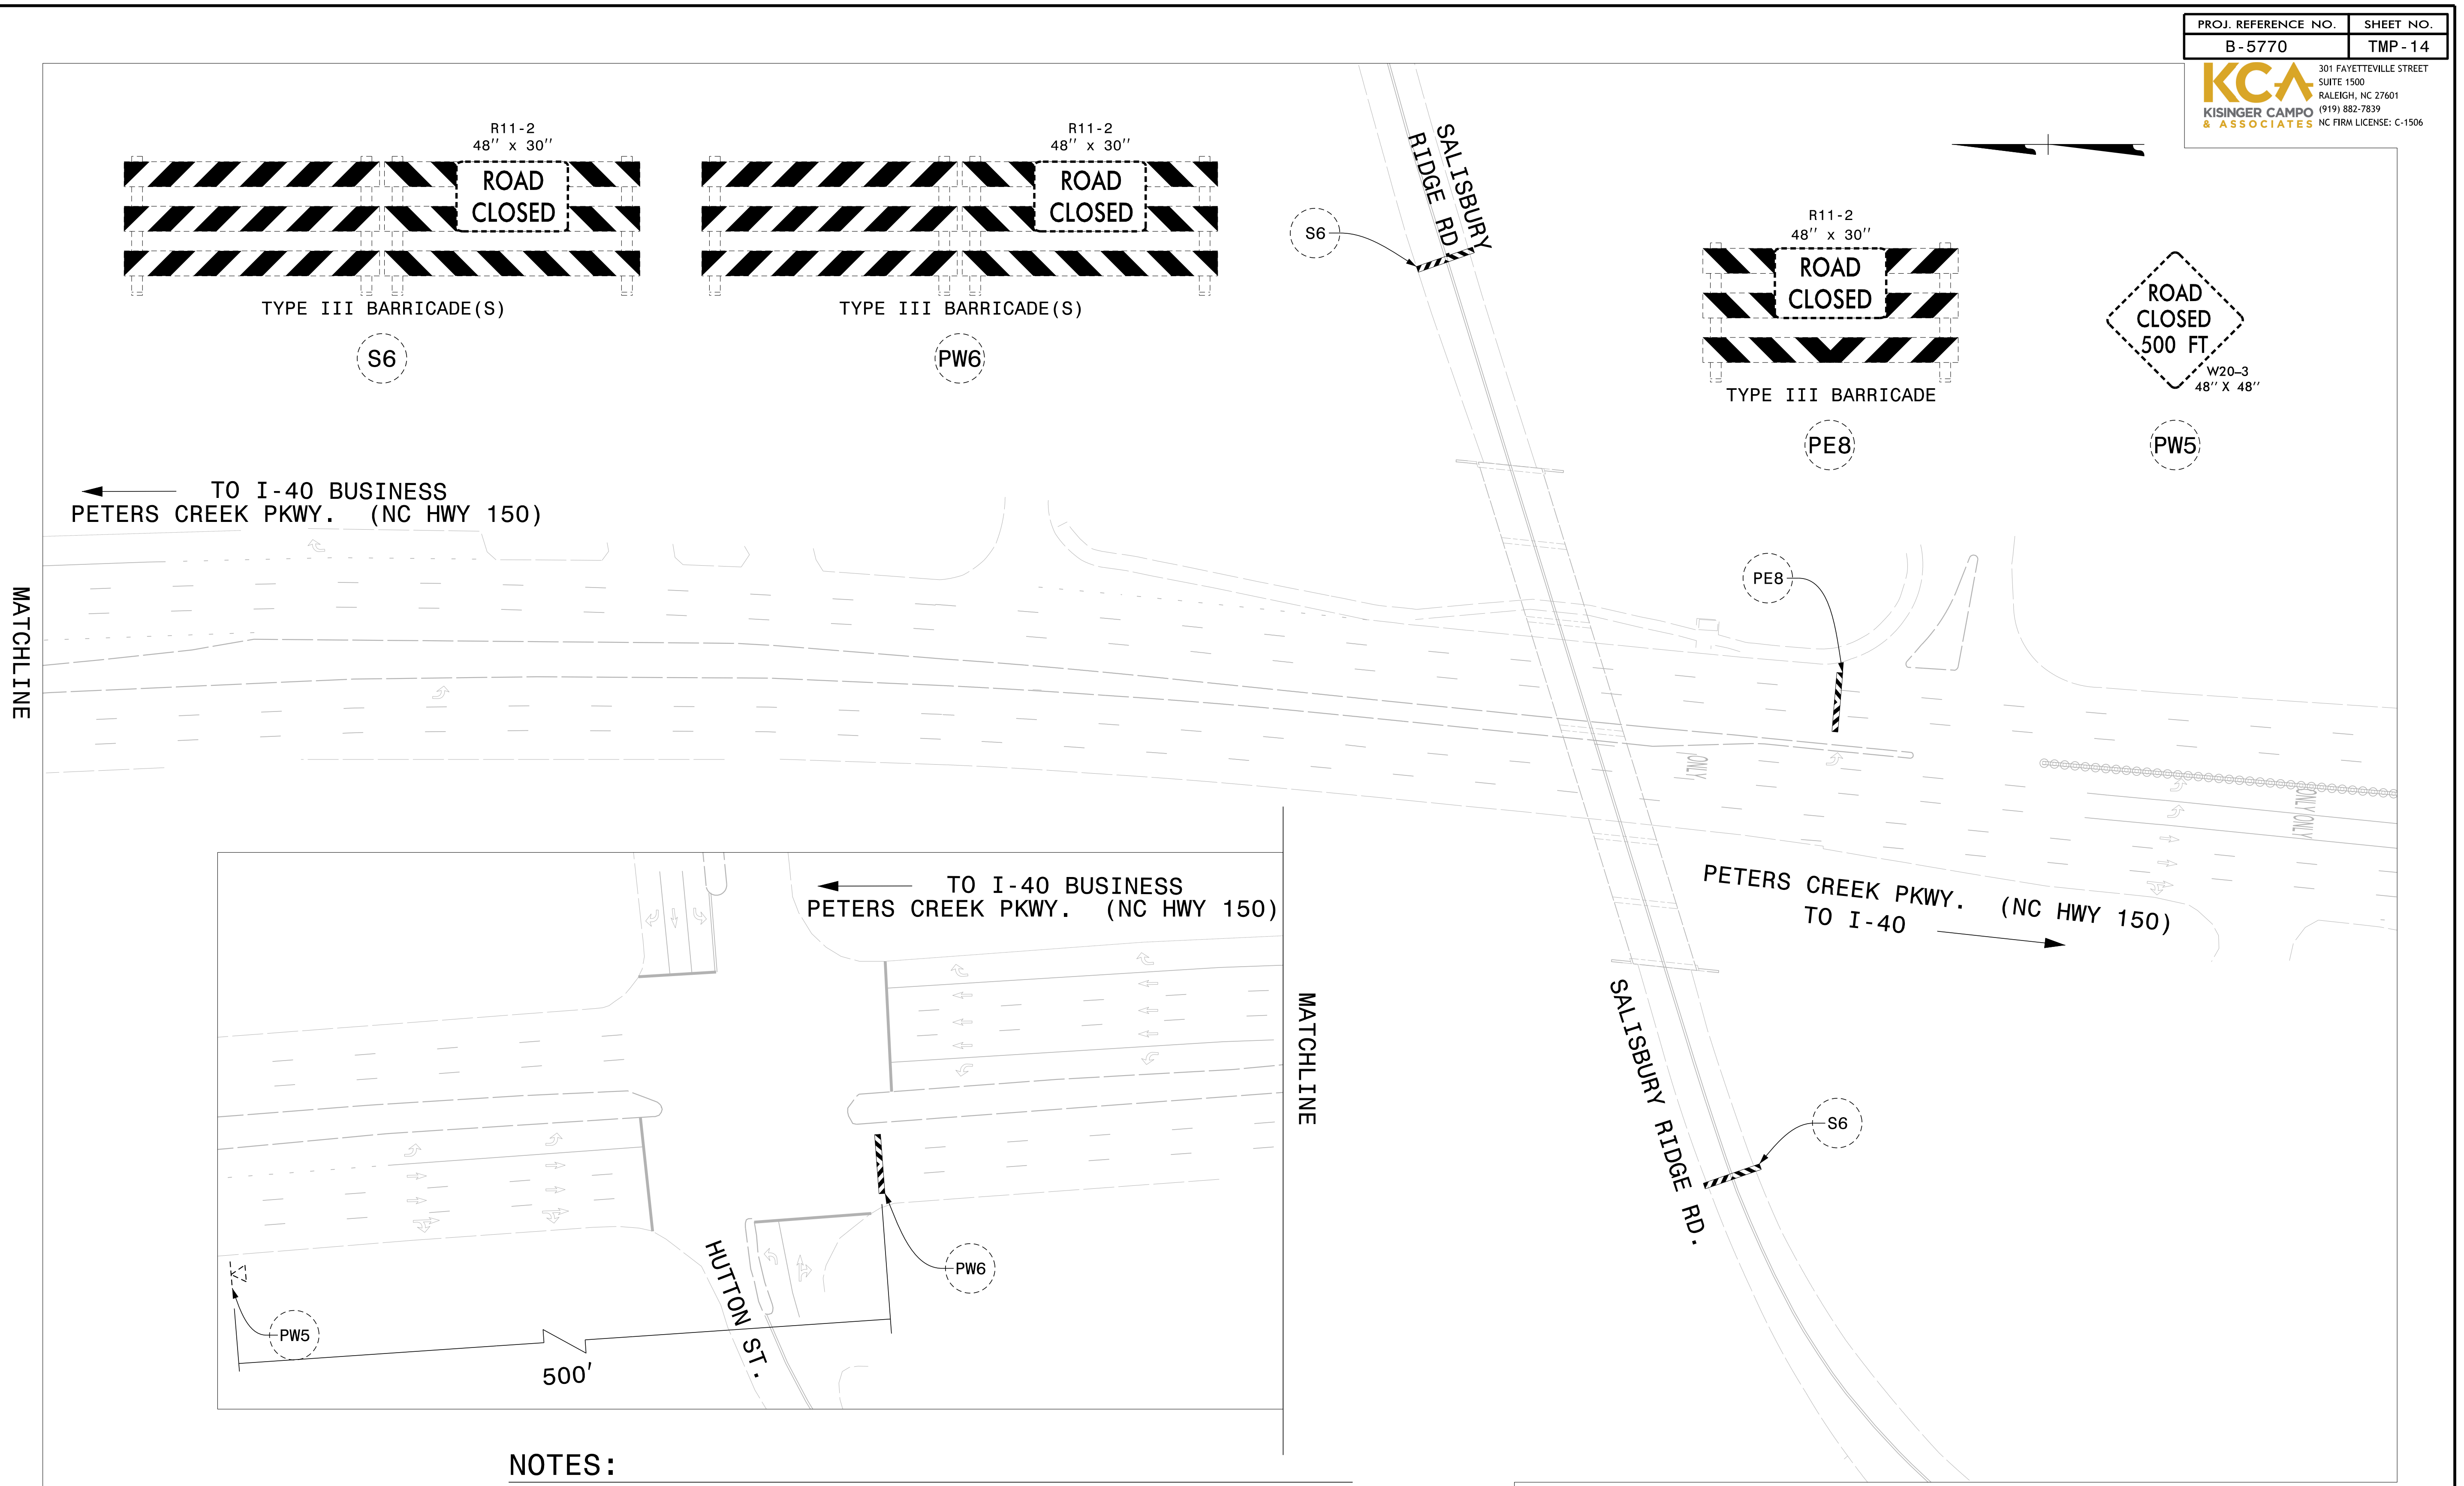 PROJ. REFERENCE NO.
SHEET NO.
B-5770
TMP-14
KCA
KISINGER CAMPO
& ASSOCIATES
301 FAYETTEVILLE STREET
SUITE 1500
RALEIGH, NC 27601
(919) 882-7839
NC FIRM LICENSE: C-1506
R11-2
48'' x 30''
ROAD
CLOSED
TYPE III BARRICADE(S)
S6
R11-2
48'' x 30''
ROAD
CLOSED
TYPE III BARRICADE(S)
PW6
SALISBURY
RIDGE RD
S6
R11-2
48'' x 30''
ROAD
CLOSED
TYPE III BARRICADE
PE8
ROAD
CLOSED
500 FT
W20–3
48'' X 48''
PW5
TO I-40 BUSINESS
PETERS CREEK PKWY. (NC HWY 150)
MATCHLINE
PE8
ONLY
ONLY
ONLY
PETERS CREEK PKWY. (NC HWY 150)
TO I-40
TO I-40 BUSINESS
PETERS CREEK PKWY. (NC HWY 150)
MATCHLINE
SALISBURY RIDGE RD.
S6
HUTTON ST.
PW6
PW5
500'
NOTES: